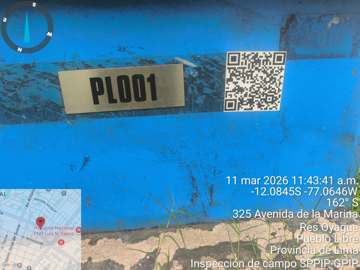 PL001
11 mar 2026 11:43:41 a.m.
-12.0845S -77.0646W
162° S
325 Avenida de la Marina
Res.Oyague
Pueblo Libre
Provincia de Lima
Inspección de campo SPPIP-GPIP